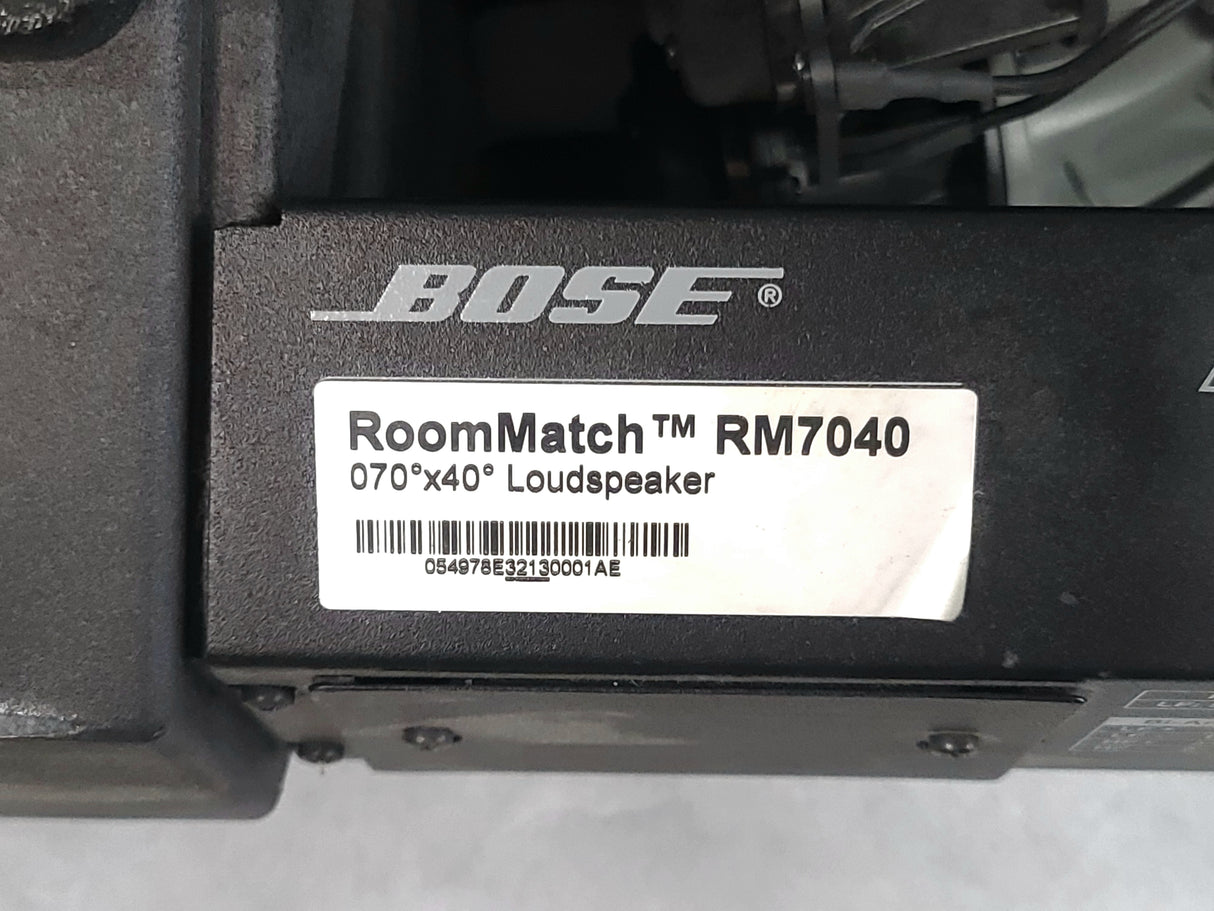 BOSE®
RoomMatch™ RM7040
070°x40° Loudspeaker
054978E32130001AE